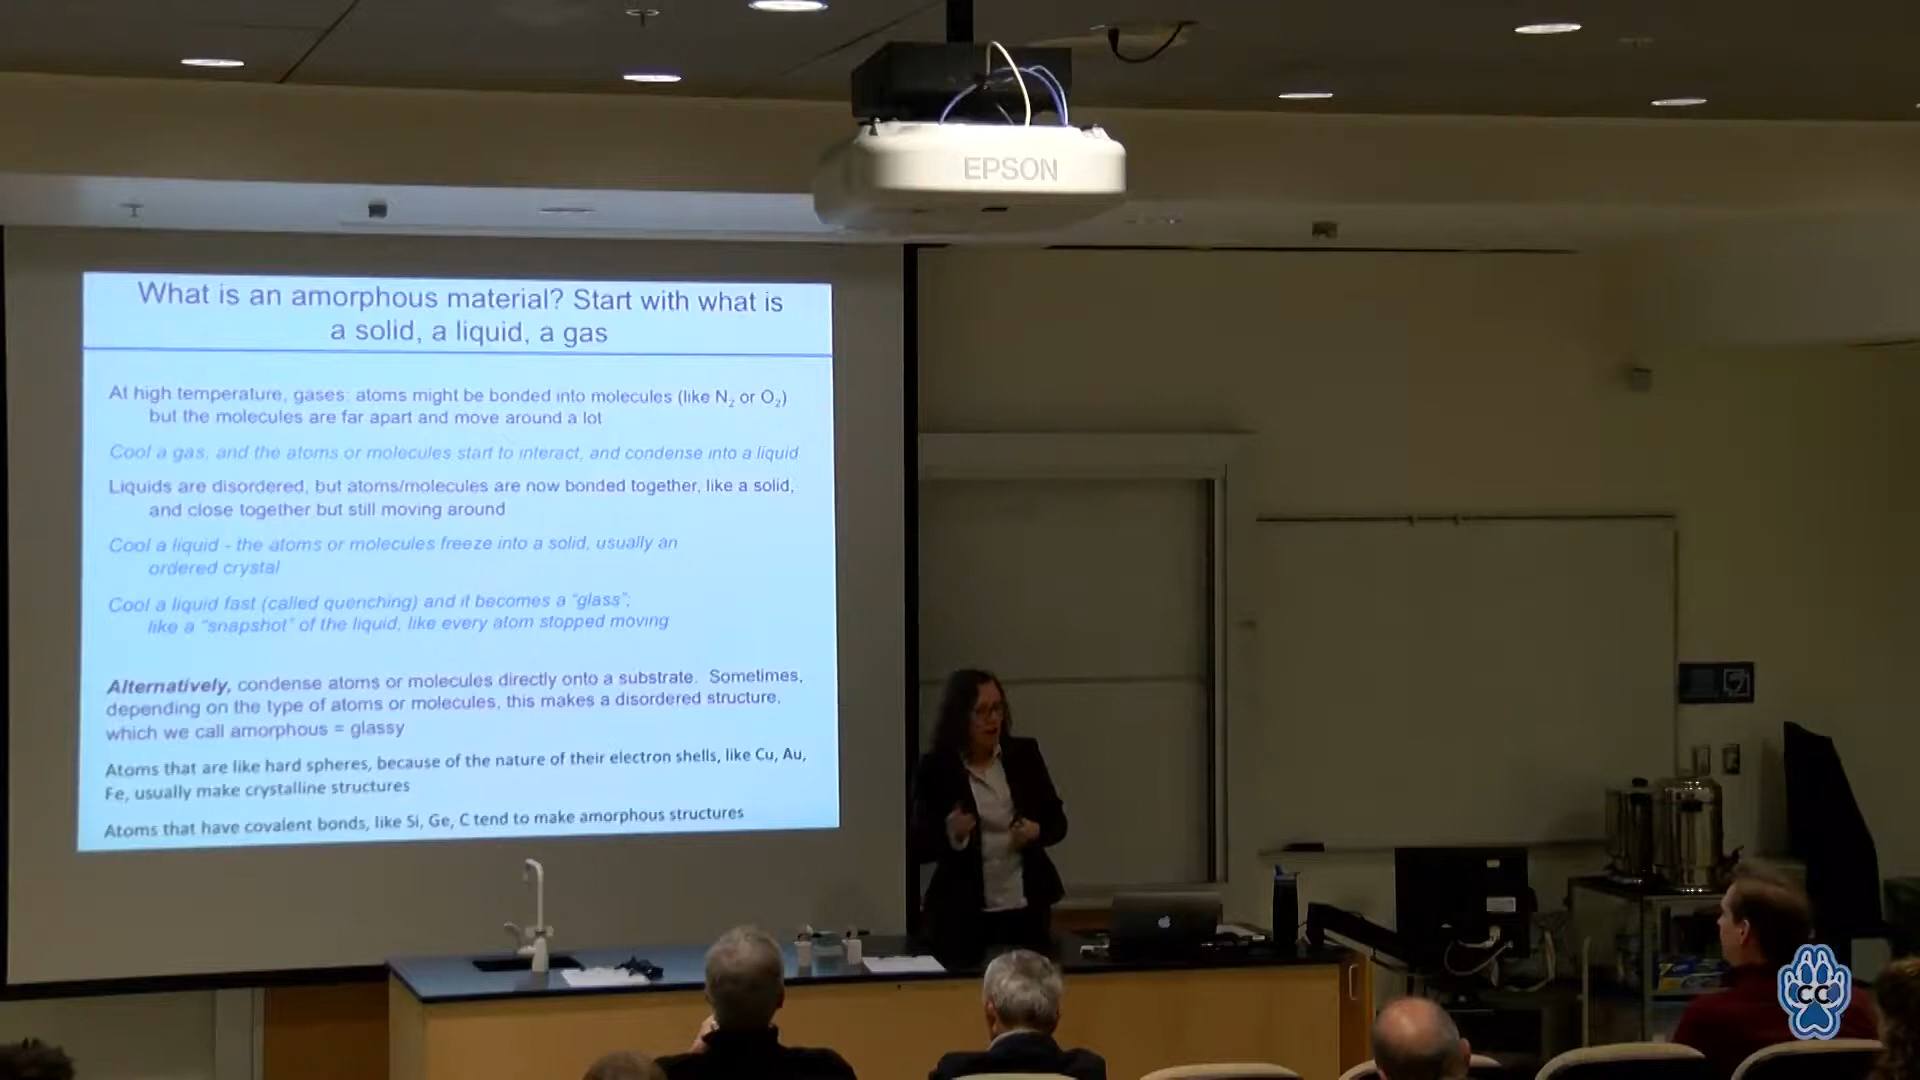 EPSON
What is an amorphous material? Start with what is
a solid, a liquid, a gas
At high temperature, gases: atoms might be bonded into molecules (like N₂ or O₂)
but the molecules are far apart and move around a lot
Cool a gas, and the atoms or molecules start to interact, and condense into a liquid
Liquids are disordered, but atoms/molecules are now bonded together, like a solid,
and close together but still moving around
Cool a liquid - the atoms or molecules freeze into a solid, usually an
ordered crystal
Cool a liquid fast (called quenching) and it becomes a "glass";
like a "snapshot" of the liquid, like every atom stopped moving
Alternatively, condense atoms or molecules directly onto a substrate. Sometimes,
depending on the type of atoms or molecules, this makes a disordered structure,
which we call amorphous = glassy
Atoms that are like hard spheres, because of the nature of their electron shells, like Cu, Au,
Fe, usually make crystalline structures
Atoms that have covalent bonds, like Si, Ge, C tend to make amorphous structures
CC